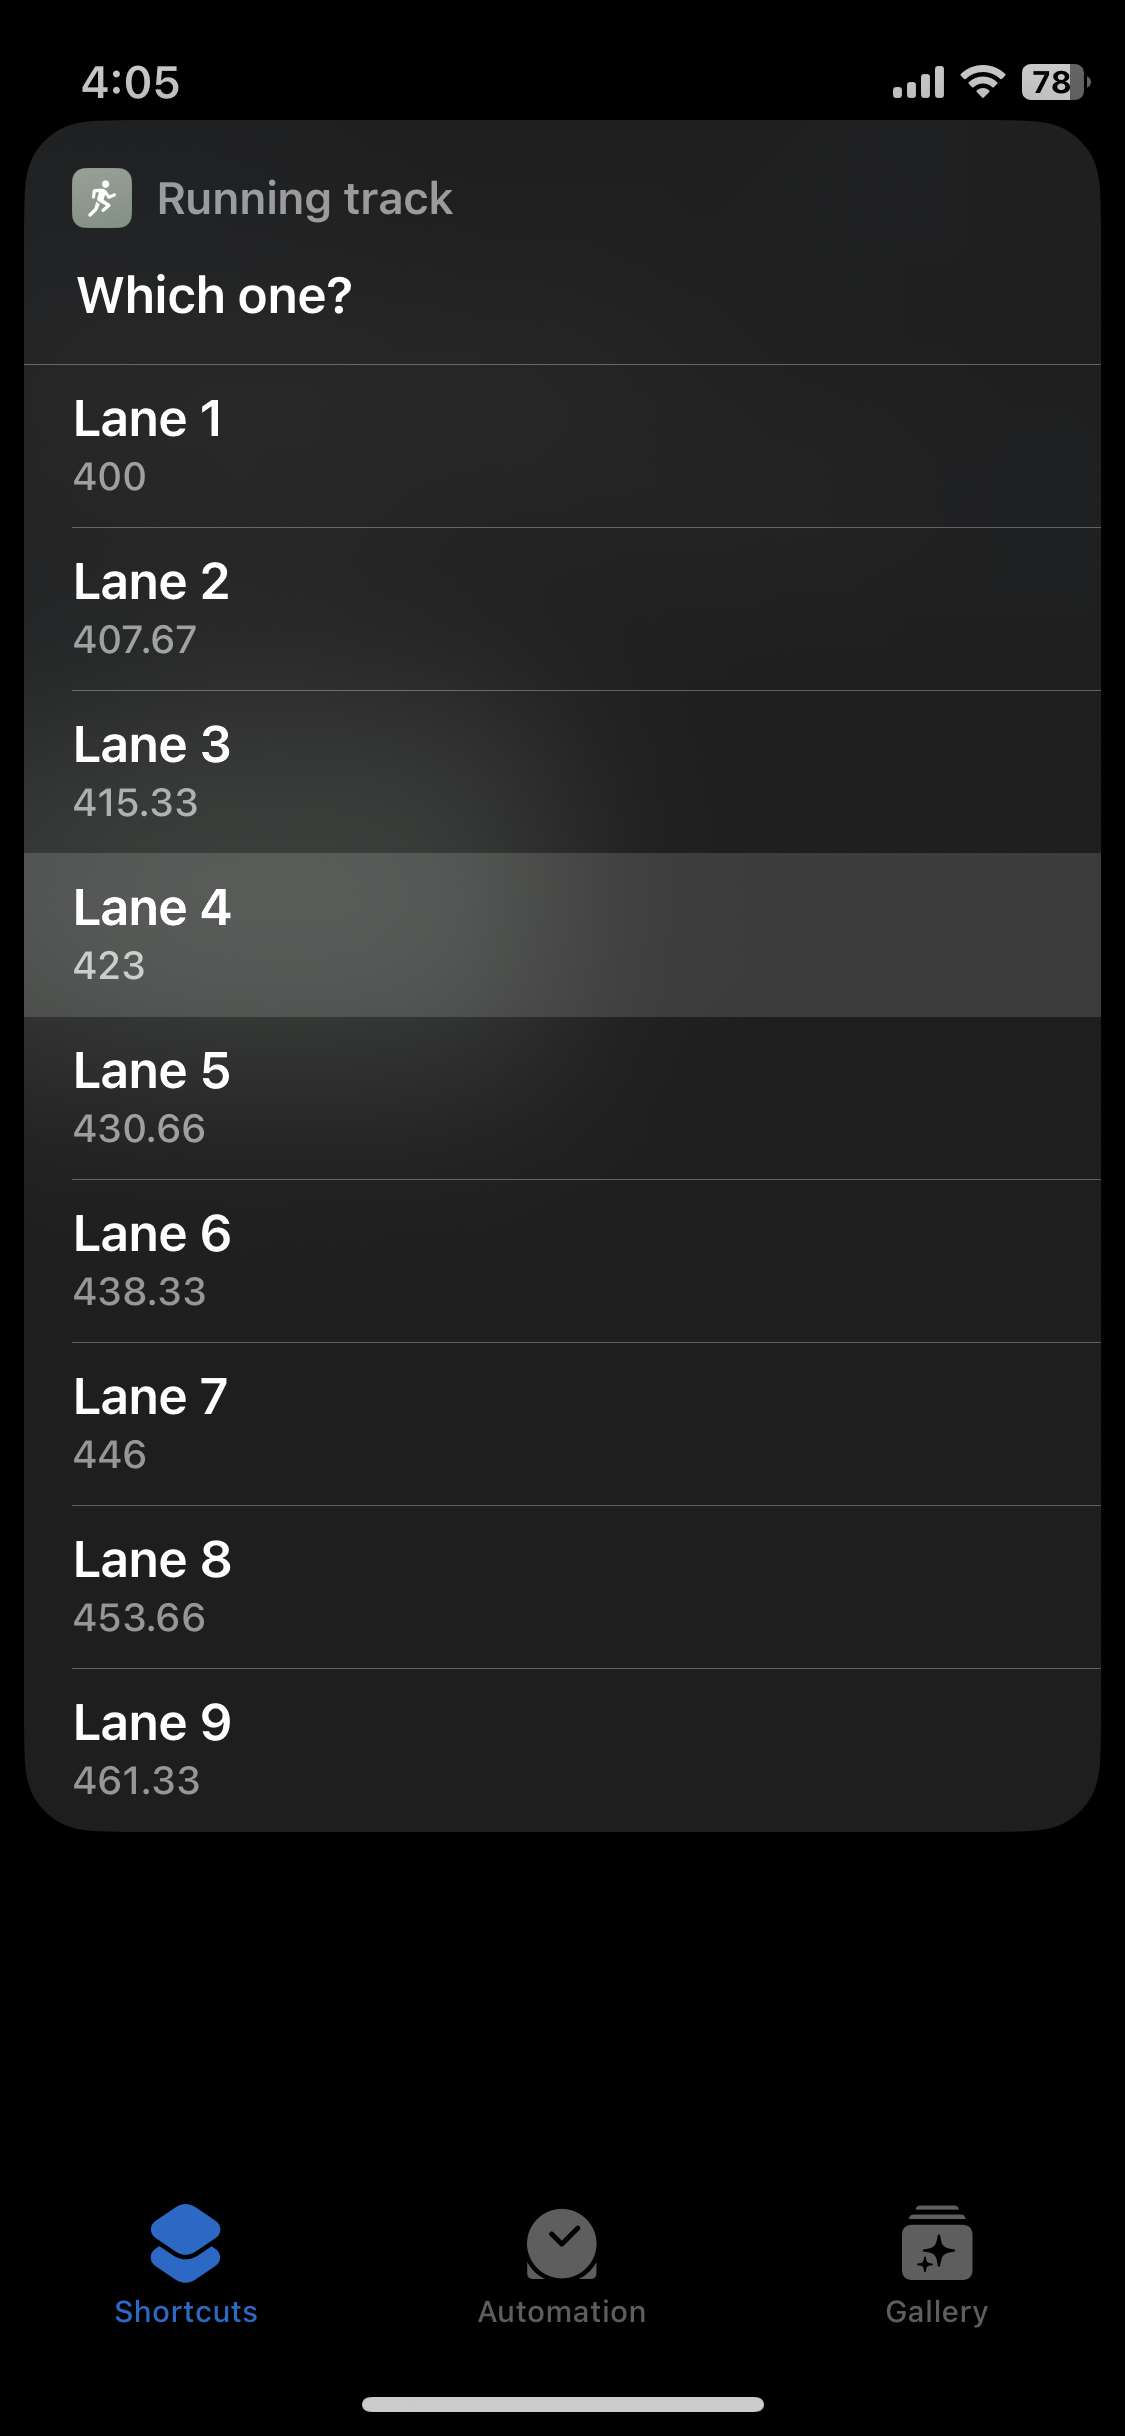 4:05
78
Running track
Which one?
Lane 1
400
Lane 2
407.67
Lane 3
415.33
Lane 4
423
Lane 5
430.66
Lane 6
438.33
Lane 7
446
Lane 8
453.66
Lane 9
461.33
Shortcuts
Automation
Gallery